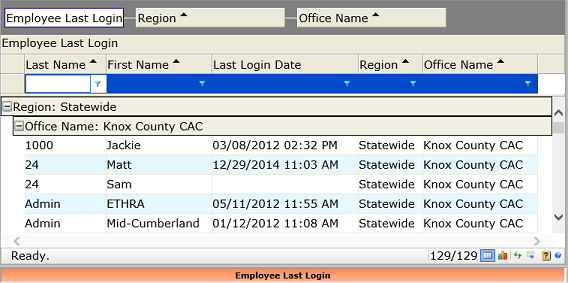 Employee Last Login Region Office Name
Employee Last Login
Last Name First Name Last Login Date Region Office Name
Region: Statewide
Office Name: Knox County CAC
1000 Jackie 03/08/2012 02:32 PM Statewide Knox County CAC
24 Matt 12/29/2014 11:03 AM Statewide Knox County CAC
24 Sam Statewide Knox County CAC
Admin ETHRA 05/11/2012 11:55 AM Statewide Knox County CAC
Admin Mid-Cumberland 01/12/2012 11:08 AM Statewide Knox County CAC
Ready. 129/129
Employee Last Login